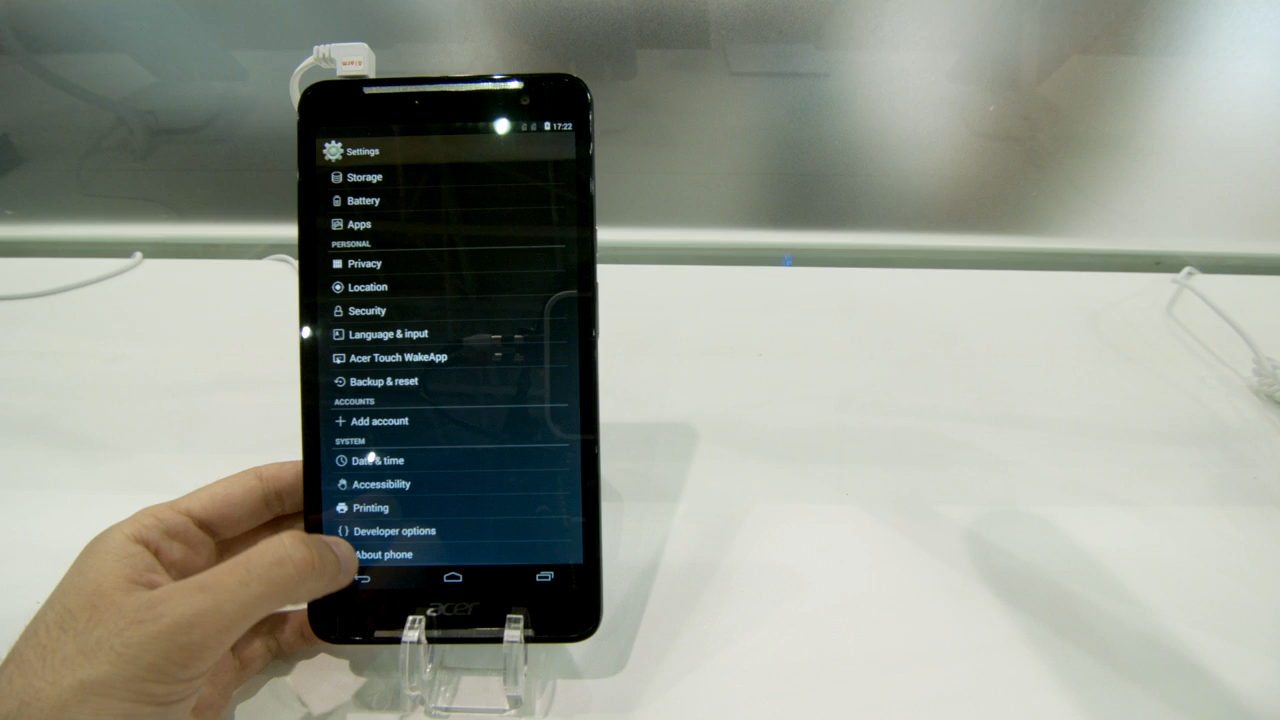 Alarm
17:22
Settings
Storage
Battery
Apps
PERSONAL
Privacy
Location
Security
Language & input
Acer Touch WakeApp
Backup & reset
ACCOUNTS
Add account
SYSTEM
Date & time
Accessibility
Printing
Developer options
About phone
acer